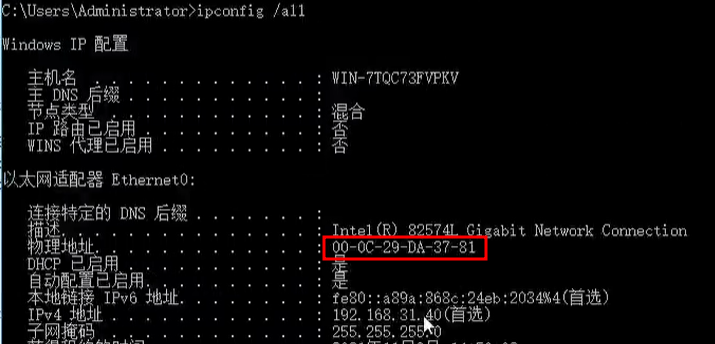 C:\Users\Administrator>ipconfig /all
Windows IP 配置
主机名 . . . . . . . . . . . . . : WIN-7TQC73FVPKV
主 DNS 后缀 . . . . . . . . . . . :
节点类型 . . . . . . . . . . . . : 混合
IP 路由已启用 . . . . . . . . . . : 否
WINS 代理已启用 . . . . . . . . . : 否
以太网适配器 Ethernet0:
连接特定的 DNS 后缀 . . . . . . . :
描述. . . . . . . . . . . . . . . : Intel(R) 82574L Gigabit Network Connection
物理地址. . . . . . . . . . . . . : 00-0C-29-DA-37-81
DHCP 已启用 . . . . . . . . . . . : 是
自动配置已启用. . . . . . . . . . : 是
本地链接 IPv6 地址. . . . . . . . : fe80::a89a:868c:24eb:2034%4(首选)
IPv4 地址 . . . . . . . . . . . . : 192.168.31.40(首选)
子网掩码 . . . . . . . . . . . . : 255.255.255.0